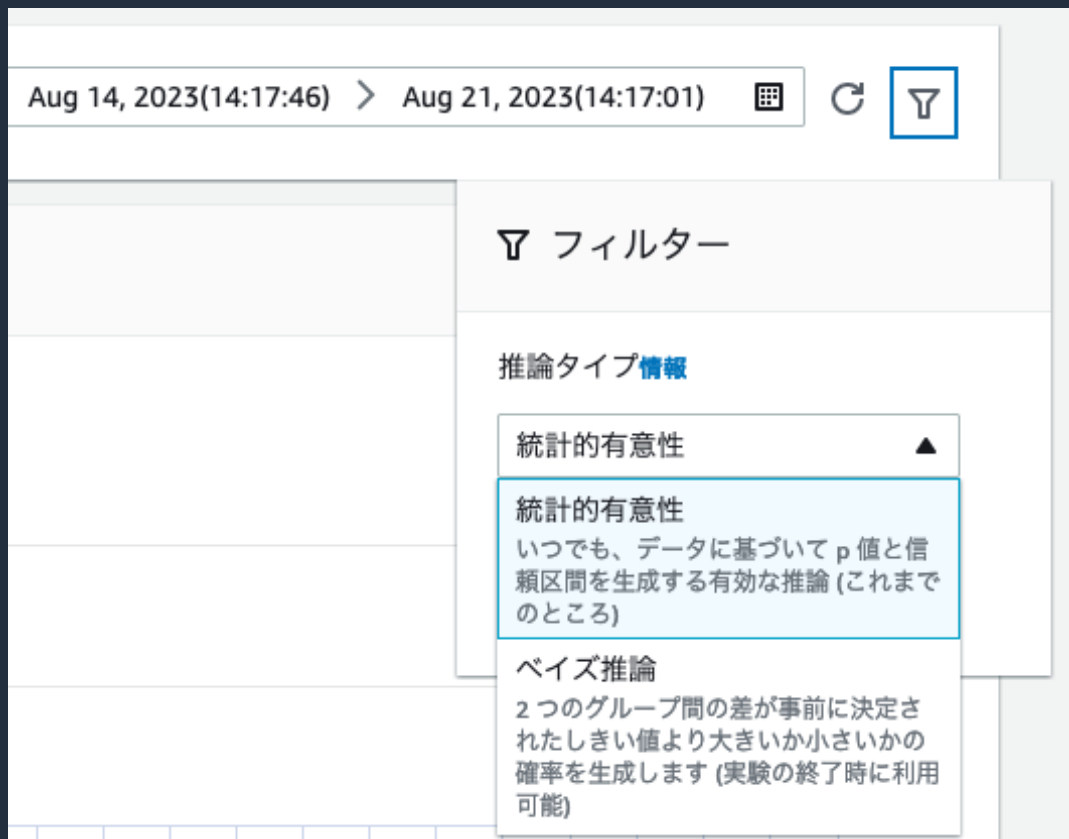 Aug 14, 2023(14:17:46) > Aug 21, 2023(14:17:01)
フィルター
推論タイプ情報
統計的有意性
統計的有意性
いつでも、データに基づいて p 値と信
頼区間を生成する有効な推論 (これまで
のところ)
ベイズ推論
2 つのグループ間の差が事前に決定さ
れたしきい値より大きいか小さいかの
確率を生成します (実験の終了時に利用
可能)